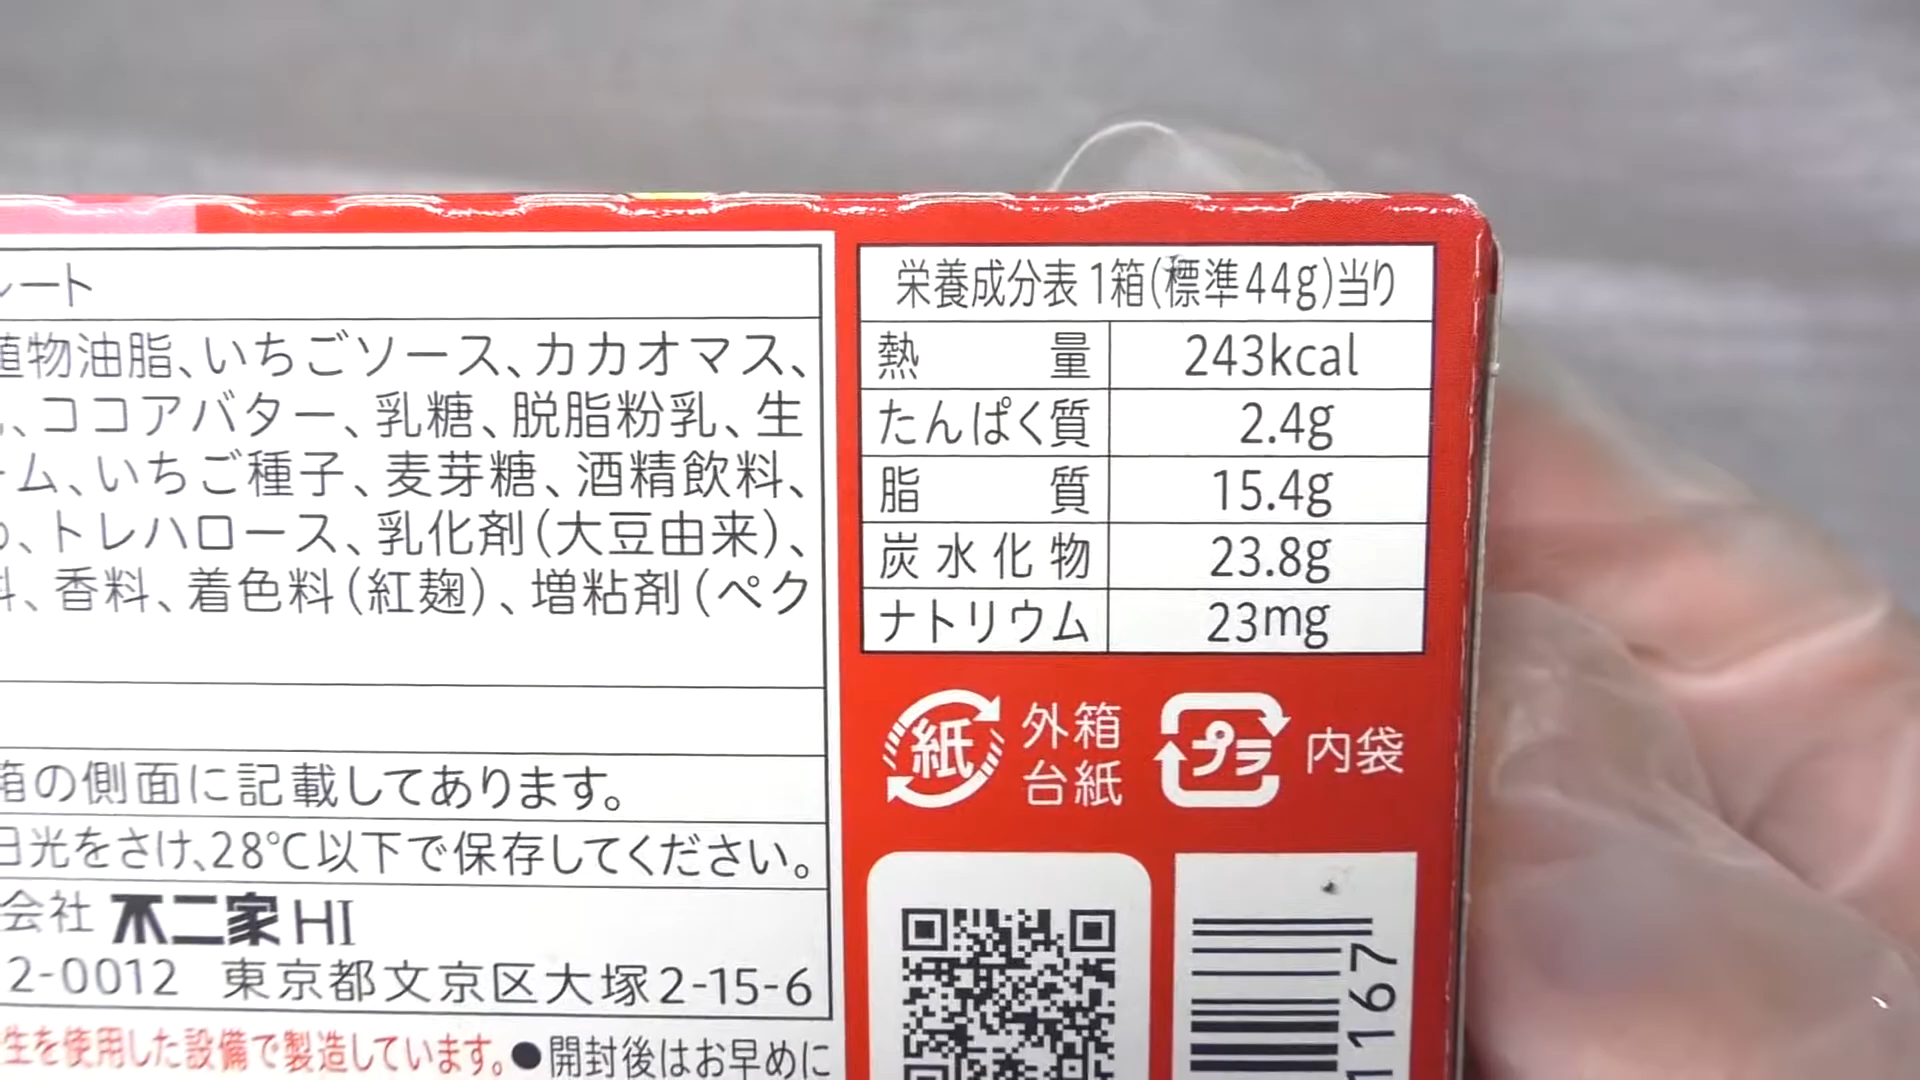 レート
植物油脂、いちごソース、カカオマス、
、ココアバター、乳糖、脱脂粉乳、生
ーム、いちご種子、麦芽糖、酒精飲料、
、トレハロース、乳化剤(大豆由来)、
料、香料、着色料(紅麹)、増粘剤(ペク
箱の側面に記載してあります。
日光をさけ、28℃以下で保存してください。
会社 不二家 HI
2-0012 東京都文京区大塚2-15-6
生を使用した設備で製造しています。●開封後はお早めに
栄養成分表 1箱(標準44g)当り
熱量 243kcal
たんぱく質 2.4g
脂質 15.4g
炭水化物 23.8g
ナトリウム 23mg
紙 外箱 台紙 プラ 内袋
1167